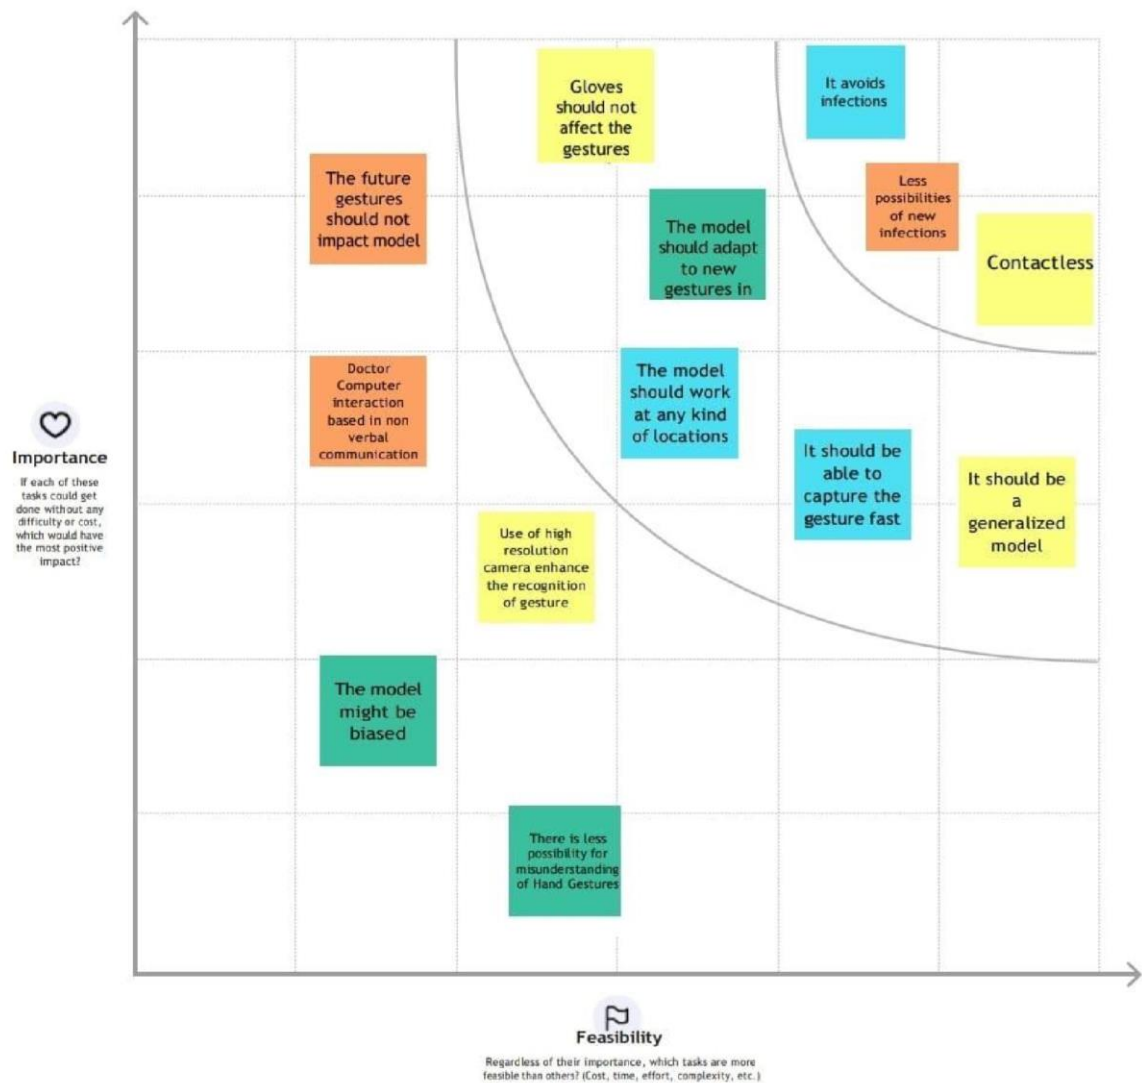 Gloves
should not
affect the
gestures
It avoids
infections
The future
gestures
should not
impact model
Less
possibilities
of new
infections
The model
should adapt
to new
gestures in
Contactless
Doctor
Computer
interaction
based in non
verbal
communication
The model
should work
at any kind
of locations
It should be
able to
capture the
gesture fast
It should be
a
generalized
model
Use of high
resolution
camera enhance
the recognition
of gesture
The model
might be
biased
There is less
possibility for
misunderstanding
of Hand Gestures
Importance
If each of these
tasks could get
done without any
difficulty or cost,
which would have
the most positive
impact?
Feasibility
Regardless of their importance, which tasks are more
feasible than others? (Cost, time, effort, complexity, etc.)